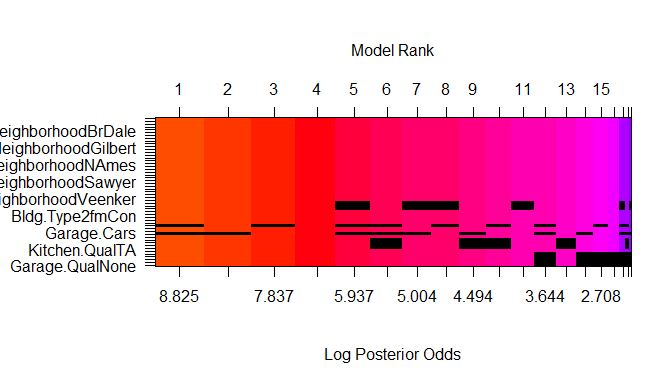 Model Rank
1 2 3 4 5 6 7 8 9 11 13 15
eighborhoodBrDale
eighborhoodGilbert
eighborhoodNAmes
eighborhoodSawyer
ghborhoodVeenker
Bldg.Type2fmCon
Garage.Cars
Kitchen.QualTA
Garage.QualNone
8.825 7.837 5.937 5.004 4.494 3.644 2.708
Log Posterior Odds